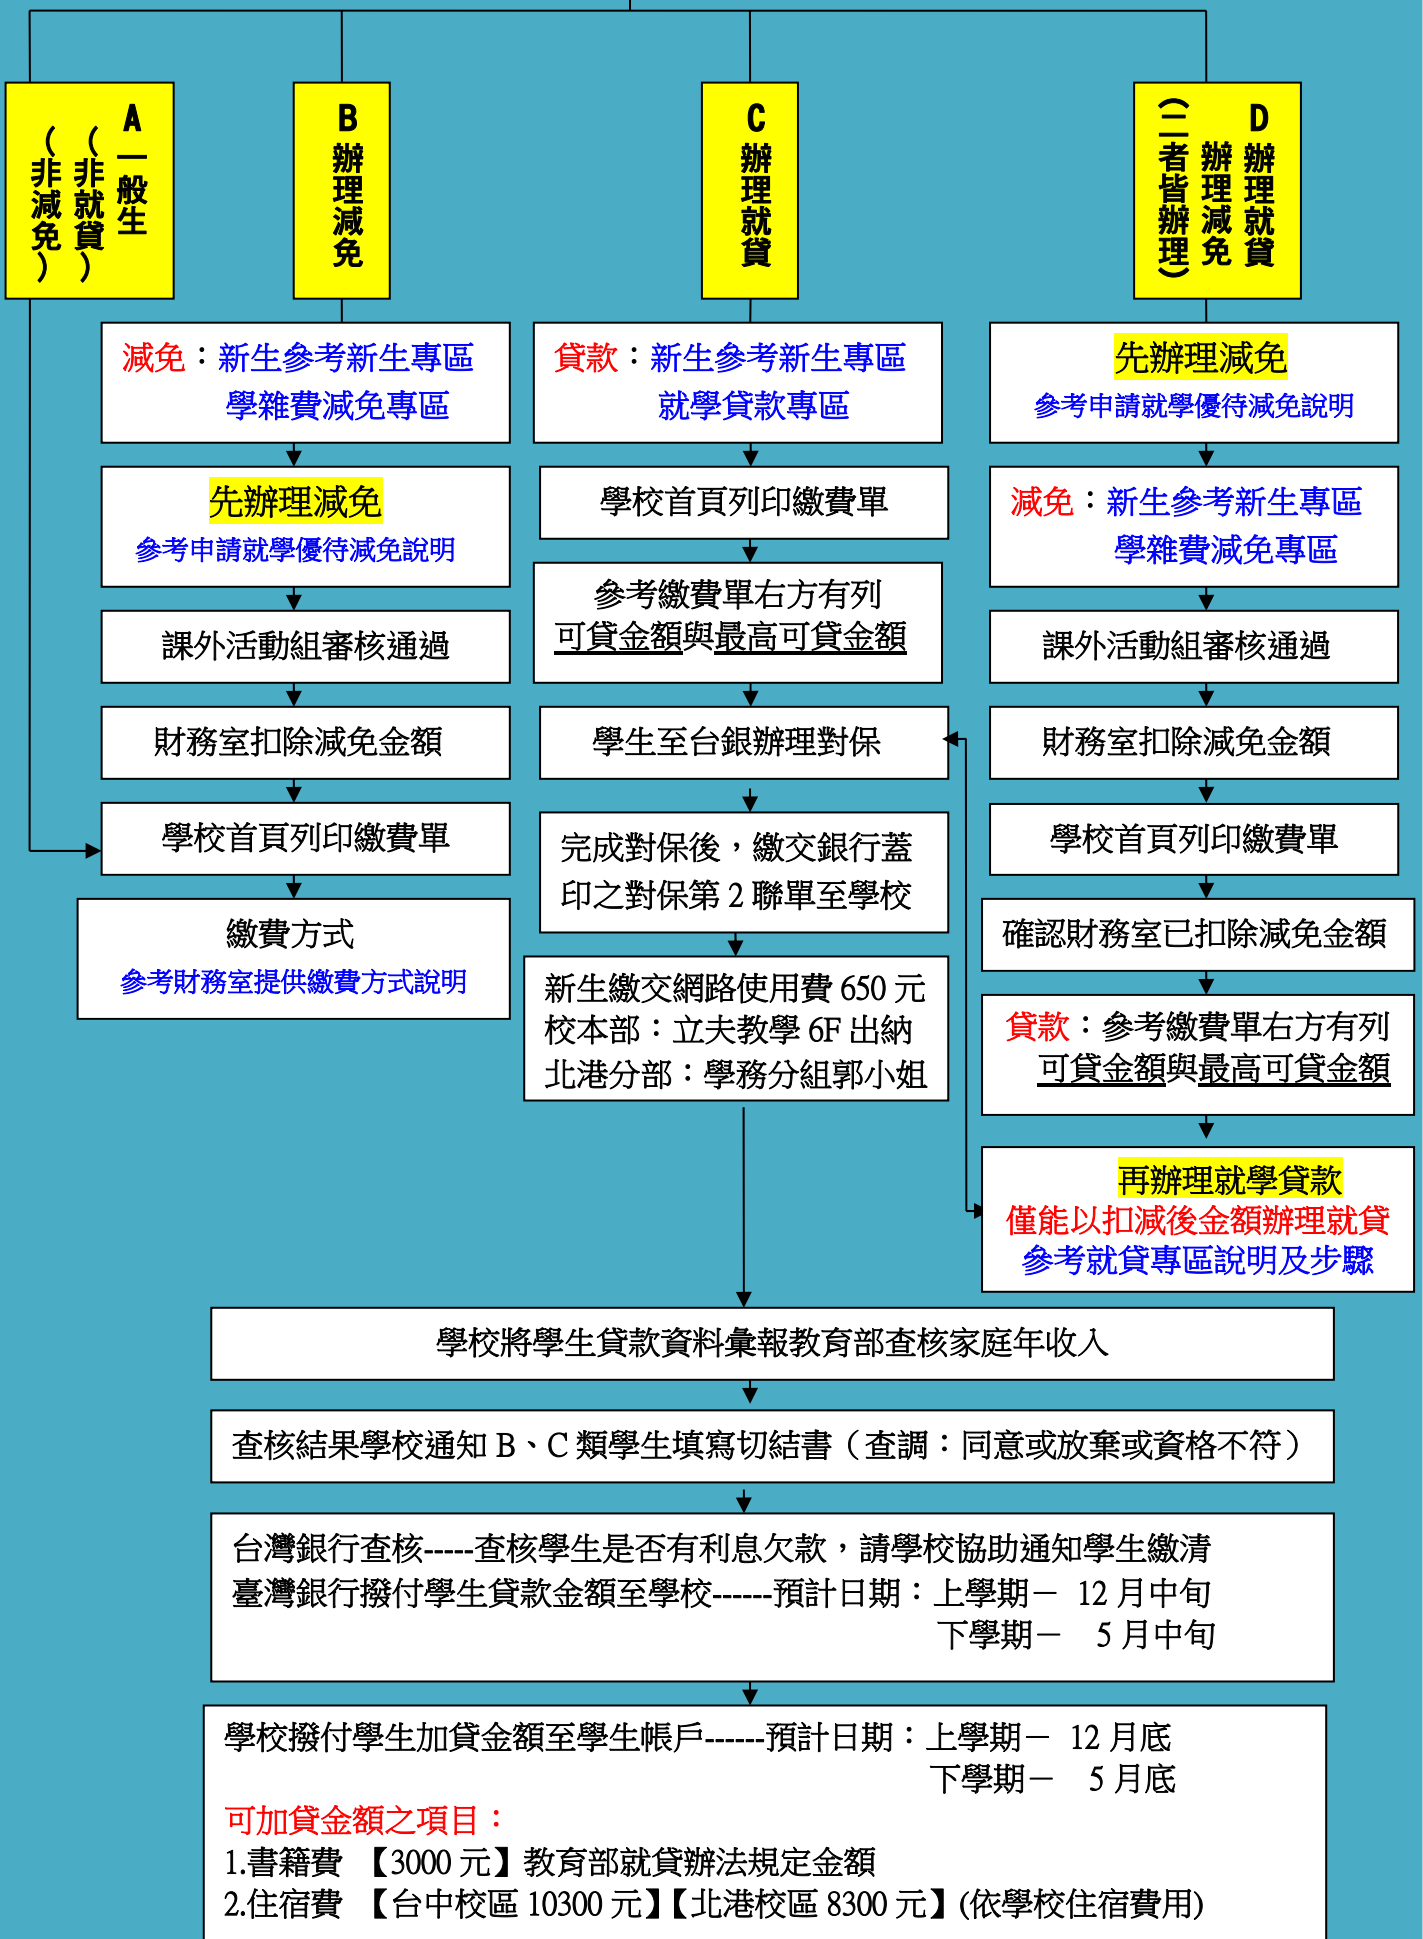 A一般生
（非就貸）
（非減免）
B辦理減免
C辦理就貸
D辦理就貸
辦理減免
（二者皆辦理）
減免：新生參考新生專區
學雜費減免專區
先辦理減免
參考申請就學優待減免說明
課外活動組審核通過
財務室扣除減免金額
學校首頁列印繳費單
繳費方式
參考財務室提供繳費方式說明
貸款：新生參考新生專區
就學貸款專區
學校首頁列印繳費單
參考繳費單右方有列
可貸金額與最高可貸金額
學生至台銀辦理對保
完成對保後，繳交銀行蓋
印之對保第 2 聯單至學校
新生繳交網路使用費 650 元
校本部：立夫教學 6F 出納
北港分部：學務分組郭小姐
先辦理減免
參考申請就學優待減免說明
減免：新生參考新生專區
學雜費減免專區
課外活動組審核通過
財務室扣除減免金額
學校首頁列印繳費單
確認財務室已扣除減免金額
貸款：參考繳費單右方有列
可貸金額與最高可貸金額
再辦理就學貸款
僅能以扣減後金額辦理就貸
參考就貸專區說明及步驟
學校將學生貸款資料彙報教育部查核家庭年收入
查核結果學校通知 B、C 類學生填寫切結書（查調：同意或放棄或資格不符）
台灣銀行查核-----查核學生是否有利息欠款，請學校協助通知學生繳清
臺灣銀行撥付學生貸款金額至學校------預計日期：上學期－ 12 月中旬
下學期－ 5 月中旬
學校撥付學生加貸金額至學生帳戶------預計日期：上學期－ 12 月底
下學期－ 5 月底
可加貸金額之項目：
1.書籍費 【3000 元】教育部就貸辦法規定金額
2.住宿費 【台中校區 10300 元】【北港校區 8300 元】(依學校住宿費用)